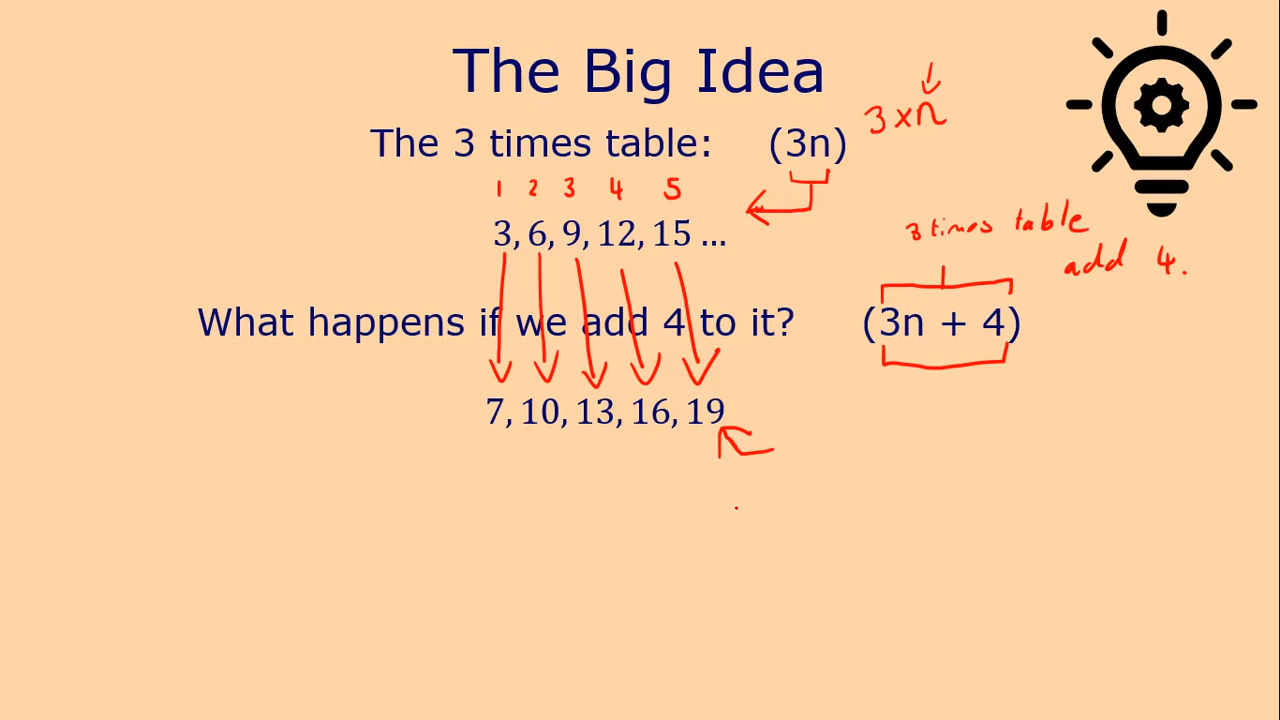 The Big Idea
The 3 times table: (3n) 3 × n
1 2 3 4 5
3, 6, 9, 12, 15 ...
3 times table
add 4.
What happens if we add 4 to it? (3n + 4)
7, 10, 13, 16, 19